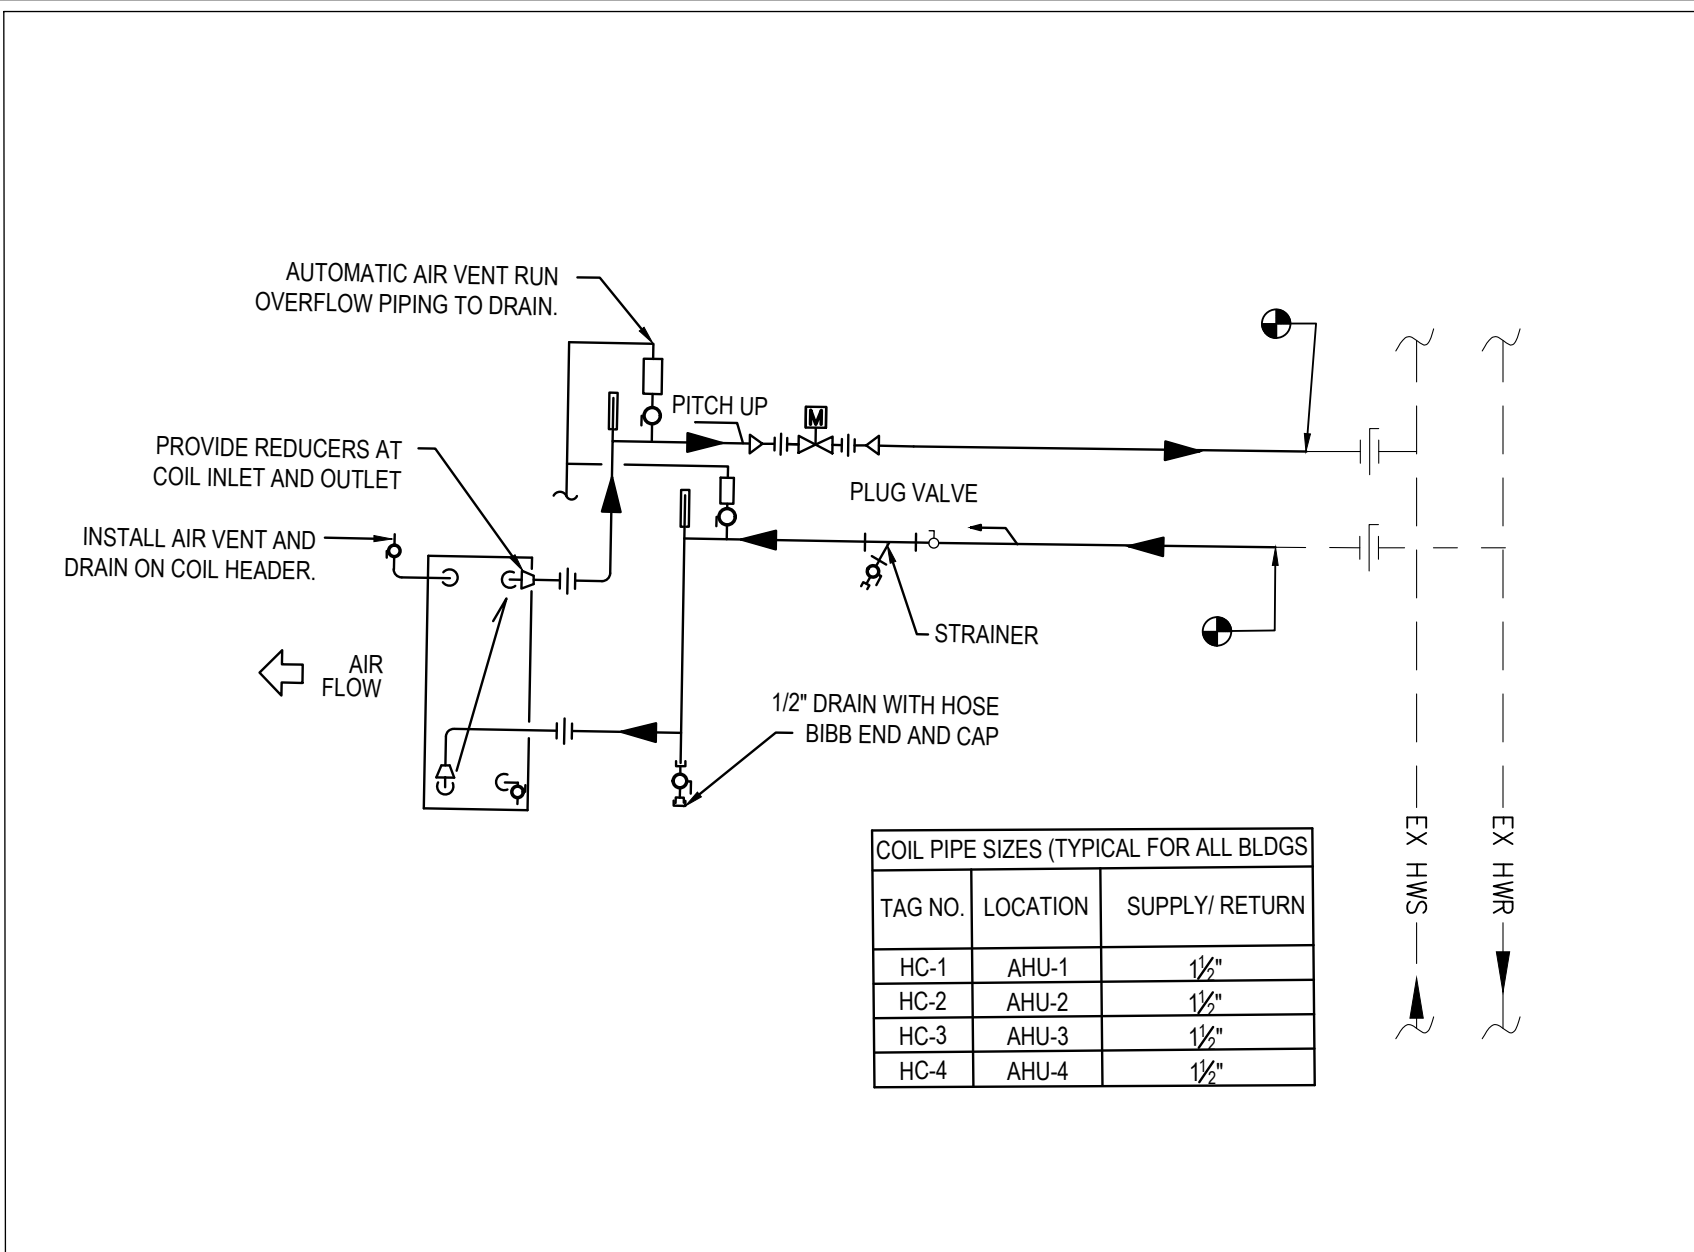 AUTOMATIC AIR VENT RUN
OVERFLOW PIPING TO DRAIN.
PITCH UP
M
PROVIDE REDUCERS AT
COIL INLET AND OUTLET
PLUG VALVE
INSTALL AIR VENT AND
DRAIN ON COIL HEADER.
STRAINER
AIR
FLOW
1/2" DRAIN WITH HOSE
BIBB END AND CAP
EX HWS
EX HWR
COIL PIPE SIZES (TYPICAL FOR ALL BLDGS
TAG NO. LOCATION SUPPLY/ RETURN
HC-1 AHU-1 1½"
HC-2 AHU-2 1½"
HC-3 AHU-3 1½"
HC-4 AHU-4 1½"